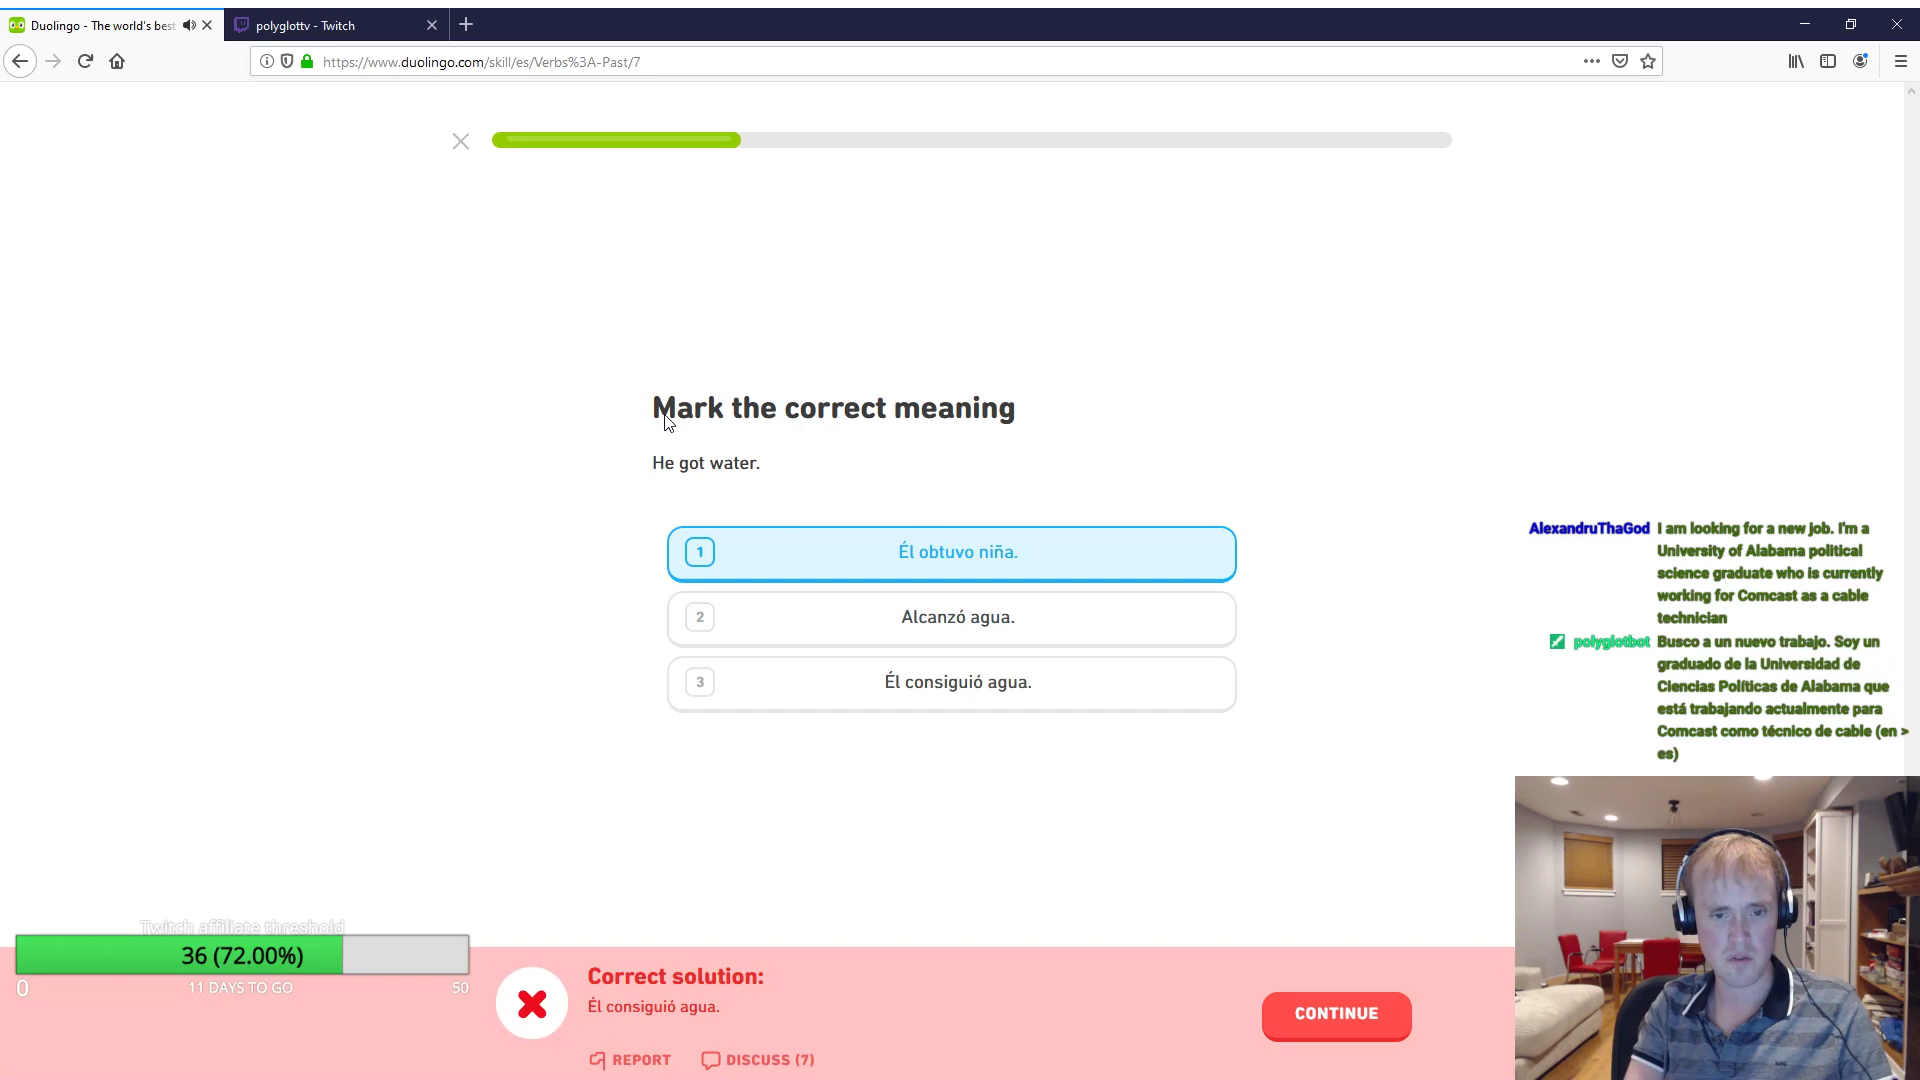 Duolingo - The world's best
polyglottv - Twitch
https://www.duolingo.com/skill/es/Verbs%3A-Past/7
Mark the correct meaning
He got water.
1 Él obtuvo niña.
2 Alcanzó agua.
3 Él consiguió agua.
AlexandruThaGod I am looking for a new job. I'm a
University of Alabama political
science graduate who is currently
working for Comcast as a cable
technician
polyglotbot Busco a un nuevo trabajo. Soy un
graduado de la Universidad de
Ciencias Políticas de Alabama que
está trabajando actualmente para
Comcast como técnico de cable (en >
es)
Twitch affiliate threshold
36 (72.00%)
0 11 DAYS TO GO 50
Correct solution:
Él consiguió agua.
CONTINUE
REPORT DISCUSS (7)